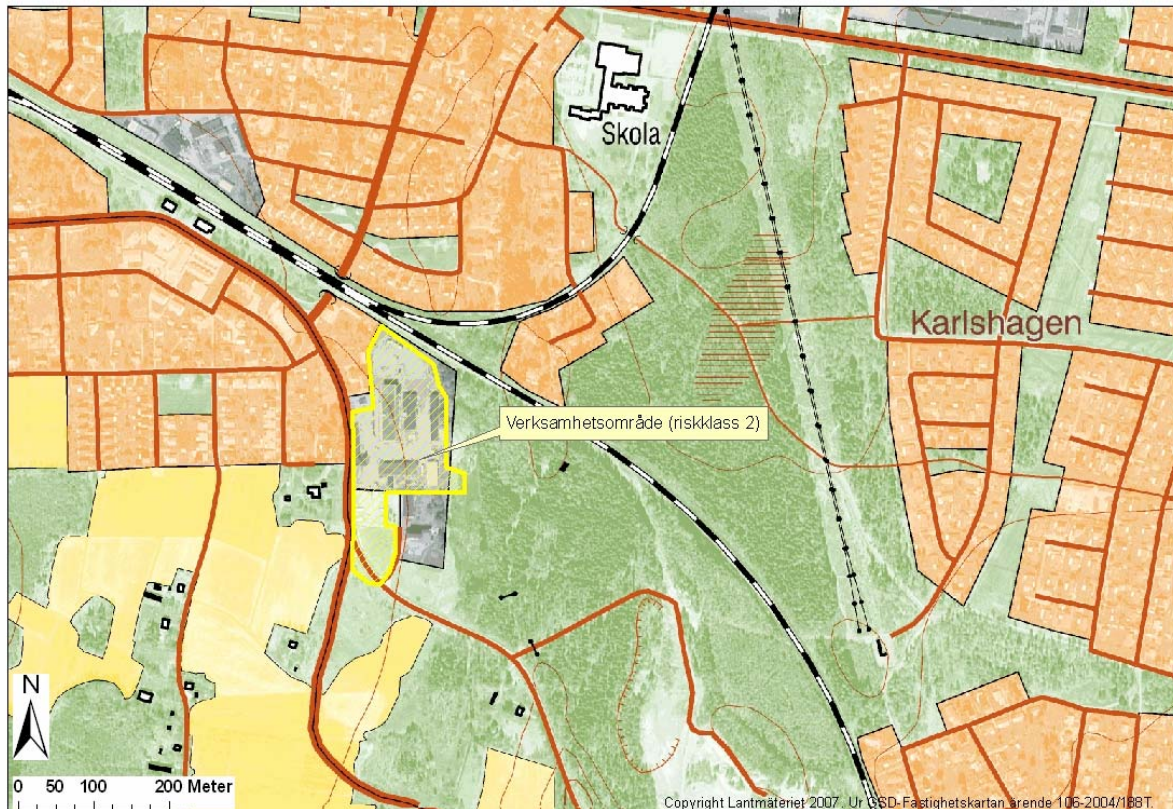 Skola
Karlshagen
Verksamhetsområde (riskklass 2)
N
0 50 100 200 Meter
Copyright Lantmäteriet 2007. Ur GSD-Fastighetskartan ärende 106-2004/188T